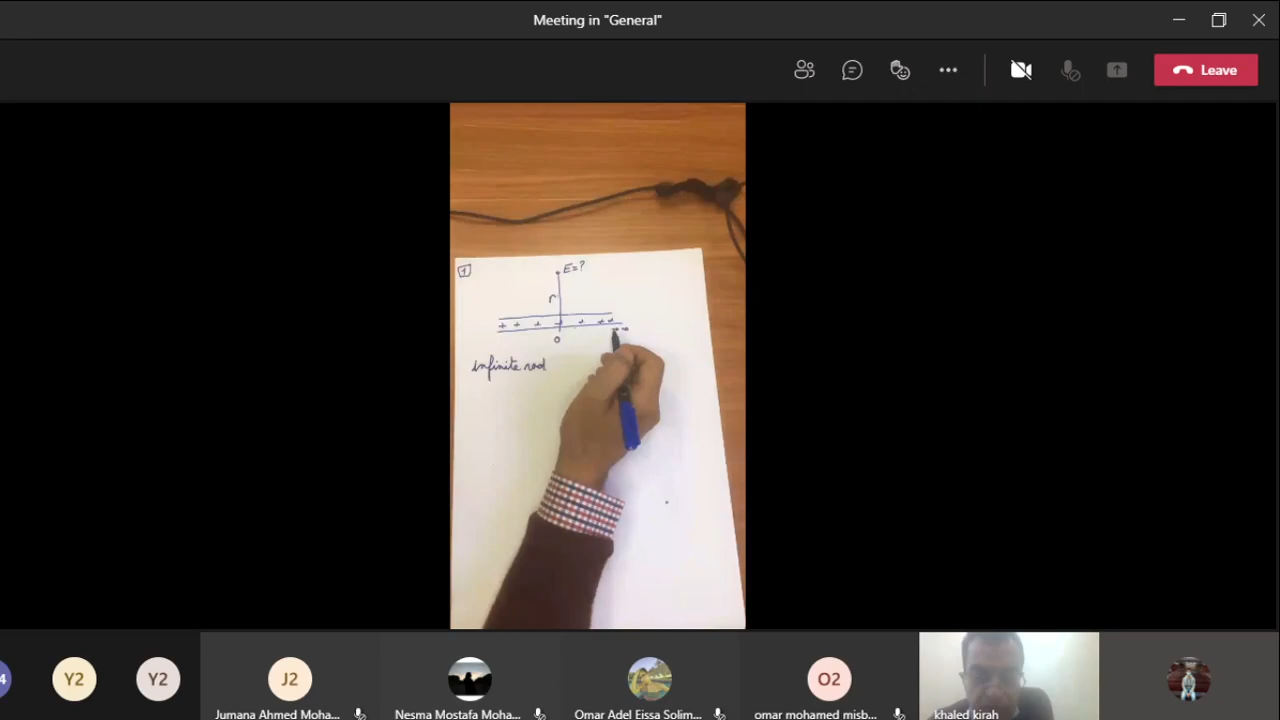 Meeting in "General"
Leave
1
E=?
r
+ + + + + + +
o
infinite rod
4
Y2
Y2
J2
O2
Jumana Ahmed Moha...
Nesma Mostafa Moha...
Omar Adel Eissa Solim...
omar mohamed misb...
khaled kirah